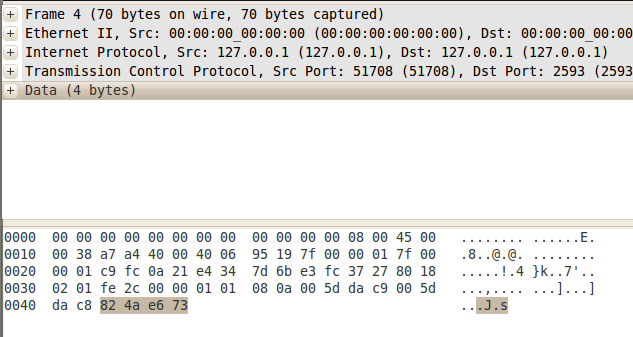 Frame 4 (70 bytes on wire, 70 bytes captured)
Ethernet II, Src: 00:00:00_00:00:00 (00:00:00:00:00:00), Dst: 00:00:00_00:00
Internet Protocol, Src: 127.0.0.1 (127.0.0.1), Dst: 127.0.0.1 (127.0.0.1)
Transmission Control Protocol, Src Port: 51708 (51708), Dst Port: 2593 (2593
Data (4 bytes)
0000 00 00 00 00 00 00 00 00 00 00 00 00 08 00 45 00 ........ ......E.
0010 00 38 a7 a4 40 00 40 06 95 19 7f 00 00 01 7f 00 .8..@.@. ........
0020 00 01 c9 fc 0a 21 e4 34 7d 6b e3 fc 37 27 80 18 .....!.4 }k..7'..
0030 02 01 fe 2c 00 00 01 01 08 0a 00 5d da c9 00 5d ...,.... ...]...]
0040 da c8 82 4a e6 73 ...J.s